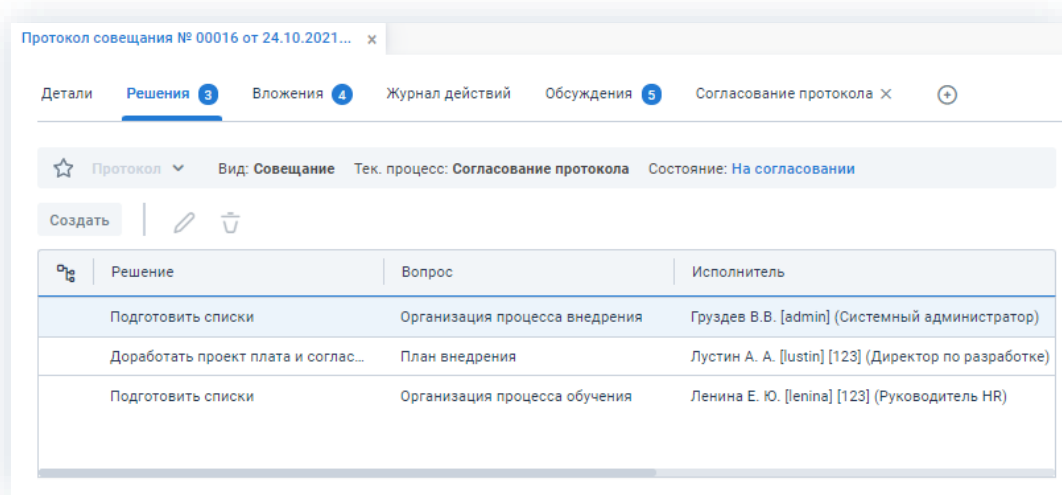 Протокол совещания № 00016 от 24.10.2021... ×
Детали Решения 3 Вложения 4 Журнал действий Обсуждения 5 Согласование протокола ×
Протокол Вид: Совещание Тек. процесс: Согласование протокола Состояние: На согласовании
Создать
Решение Вопрос Исполнитель
Подготовить списки Организация процесса внедрения Груздев В.В. [admin] (Системный администратор)
Доработать проект плата и соглас... План внедрения Лустин А. А. [lustin] [123] (Директор по разработке)
Подготовить списки Организация процесса обучения Ленина Е. Ю. [lenina] [123] (Руководитель HR)